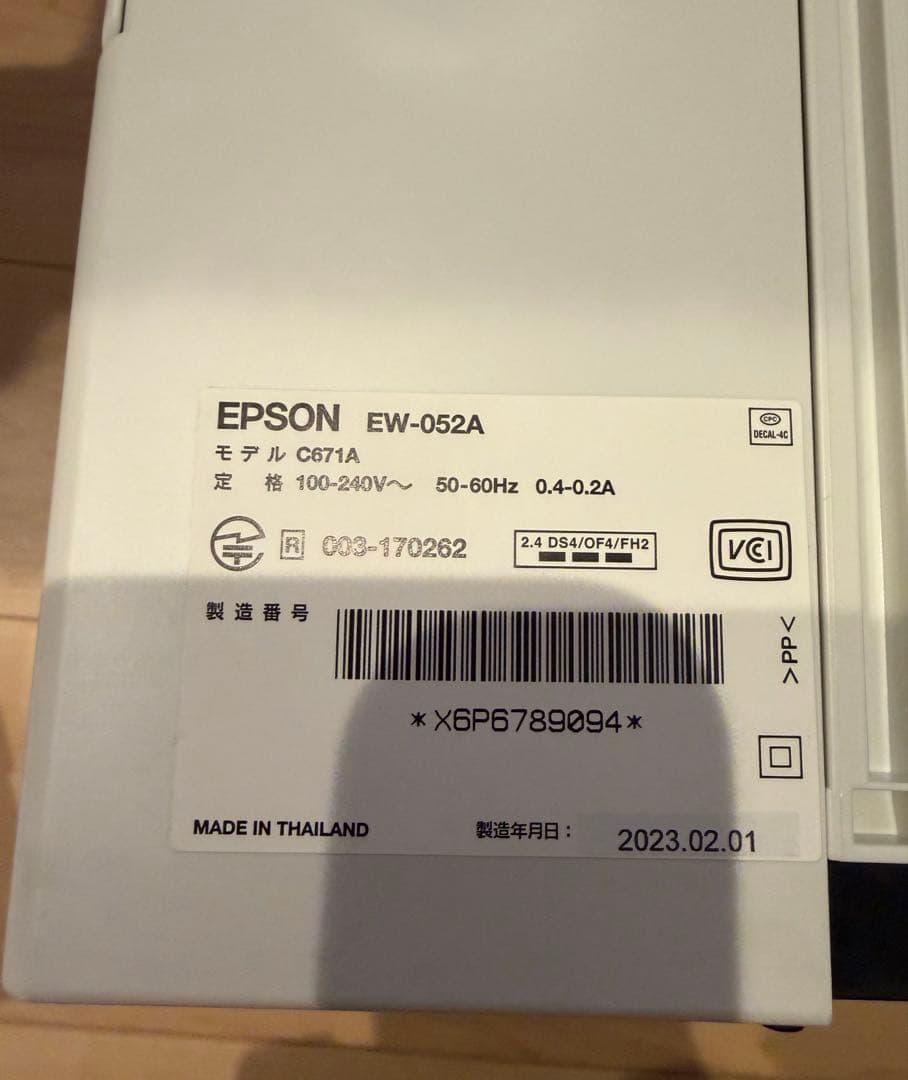 EPSON EW-052A
CPC
DECAL-4C
モデル C671A
定 格 100-240V～ 50-60Hz 0.4-0.2A
R 003-170262
2.4 DS4/OF4/FH2
VCCI
製造番号
>PP<
*X6P6789094*
MADE IN THAILAND 製造年月日： 2023.02.01